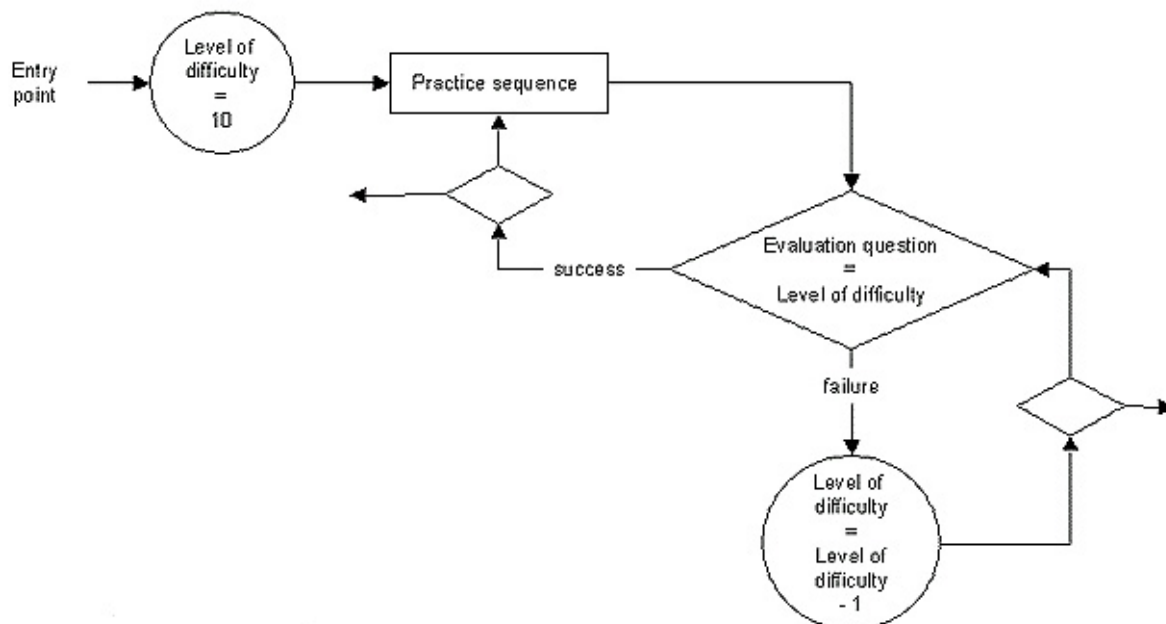 Entry
point
Level of
difficulty
=
10
Practice sequence
Evaluation question
=
Level of difficulty
success
failure
Level of
difficulty
=
Level of
difficulty
- 1